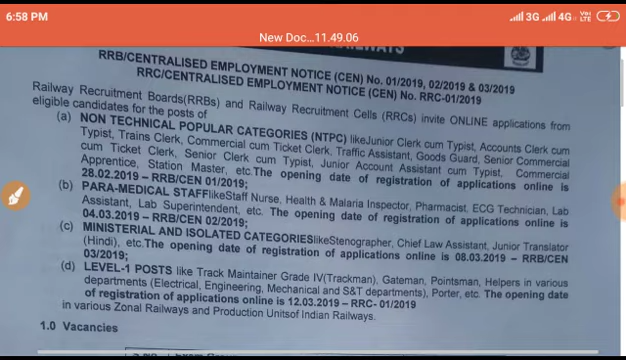 6:58 PM
3G 4G VoLTE
New Doc...11.49.06
RAILWAYS
RRB/CENTRALISED EMPLOYMENT NOTICE (CEN) No. 01/2019, 02/2019 & 03/2019
RRC/CENTRALISED EMPLOYMENT NOTICE (CEN) No. RRC-01/2019
Railway Recruitment Boards(RRBs) and Railway Recruitment Cells (RRCs) invite ONLINE applications from
eligible candidates for the posts of
(a) NON TECHNICAL POPULAR CATEGORIES (NTPC) likeJunior Clerk cum Typist, Accounts Clerk cum
Typist, Trains Clerk, Commercial cum Ticket Clerk, Traffic Assistant, Goods Guard, Senior Commercial
cum Ticket Clerk, Senior Clerk cum Typist, Junior Account Assistant cum Typist, Commercial
Apprentice, Station Master, etc.The opening date of registration of applications online is
28.02.2019 – RRB/CEN 01/2019;
(b) PARA-MEDICAL STAFFlikeStaff Nurse, Health & Malaria Inspector, Pharmacist, ECG Technician, Lab
Assistant, Lab Superintendent, etc. The opening date of registration of applications online is
04.03.2019 – RRB/CEN 02/2019;
(c) MINISTERIAL AND ISOLATED CATEGORIESlikeStenographer, Chief Law Assistant, Junior Translator
(Hindi), etc.The opening date of registration of applications online is 08.03.2019 – RRB/CEN
03/2019;
(d) LEVEL-1 POSTS like Track Maintainer Grade IV(Trackman), Gateman, Pointsman, Helpers in various
departments (Electrical, Engineering, Mechanical and S&T departments), Porter, etc. The opening date
of registration of applications online is 12.03.2019 – RRC- 01/2019
in various Zonal Railways and Production Unitsof Indian Railways.
1.0 Vacancies